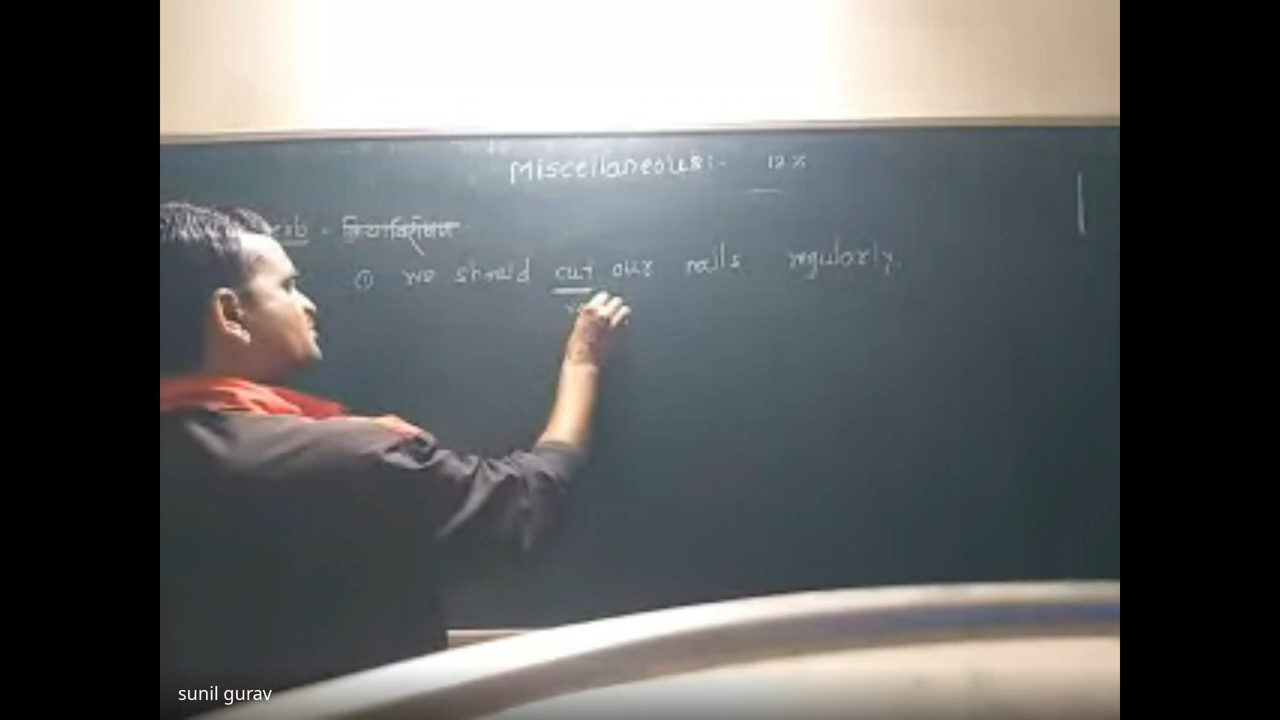 Miscellaneous :- 12 x
- क्रियाविशेषण
① we should cut our nails regularly.
sunil gurav